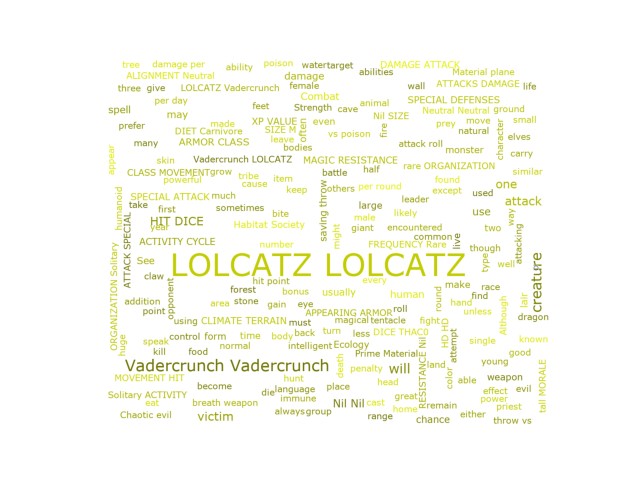 tree damage per ability poison watertarget DAMAGE ATTACK
ALIGNMENT Neutral damage abilities Material plane
three give LOLCATZ Vadercrunch female wall ATTACKS DAMAGE life
per day Combat animal SPECIAL DEFENSES
spell may feet Strength cave Neutral Neutral ground
made XP VALUE often even Nil SIZE move small
prefer DIET Carnivore SIZE M vs poison fire prey natural character elves
many ARMOR CLASS leave bodies attack roll monster carry
appear skin Vadercrunch LOLCATZ MAGIC RESISTANCE half rare ORGANIZATION
CLASS MOVEMENT grow tribe item battle found similar
powerful cause keep Sothers per round except used one
humanoid SPECIAL ATTACK much saving throw leader attack
take first sometimes bite large likely use way
ATTACK SPECIAL HIT DICE male
year Habitat Society might giant encountered two
ACTIVITY CYCLE number FREQUENCY Rare common live though attacking
ORGANIZATION Solitary See LOLCATZ LOLCATZ type well creature
claw hit point every make race
addition opponent forest bonus usually human round find lair
point stone area gain eye hand Although dragon
using CLIMATE TERRAIN must APPEARING ARMOR roll unless
huge magical tentacle fight HD HD
control form time body back turn less DICE THACO attempt single known
speak normal intelligent Ecology
kill food Prime Material good
Vadercrunch Vadercrunch death penalty will RESISTANCE Nil land young
MOVEMENT HIT hunt head color able weapon
Solitary ACTIVITY become die language place great effect tall MORALE
eat breath weapon immune Nil Nil cast remain power
Chaotic evil victim always group home priest
range chance either throw vs